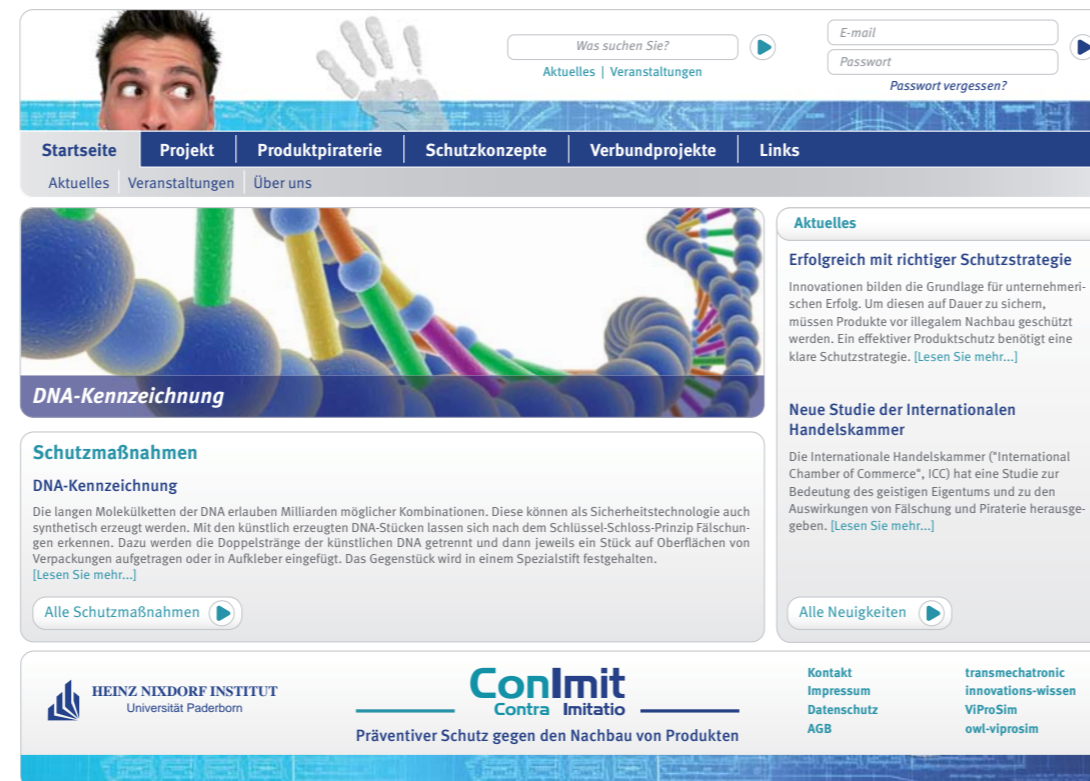 Was suchen Sie?
Aktuelles | Veranstaltungen
E-mail
Passwort
Passwort vergessen?
Startseite
Projekt
Produktpiraterie
Schutzkonzepte
Verbundprojekte
Links
Aktuelles
Veranstaltungen
Über uns
DNA-Kennzeichnung
Schutzmaßnahmen
DNA-Kennzeichnung
Die langen Molekülketten der DNA erlauben Milliarden möglicher Kombinationen. Diese können als Sicherheitstechnologie auch
synthetisch erzeugt werden. Mit den künstlich erzeugten DNA-Stücken lassen sich nach dem Schlüssel-Schloss-Prinzip Fälschun-
gen erkennen. Dazu werden die Doppelstränge der künstlichen DNA getrennt und dann jeweils ein Stück auf Oberflächen von
Verpackungen aufgetragen oder in Aufkleber eingefügt. Das Gegenstück wird in einem Spezialstift festgehalten.
[Lesen Sie mehr...]
Alle Schutzmaßnahmen
Aktuelles
Erfolgreich mit richtiger Schutzstrategie
Innovationen bilden die Grundlage für unternehmeri-
schen Erfolg. Um diesen auf Dauer zu sichern,
müssen Produkte vor illegalem Nachbau geschützt
werden. Ein effektiver Produktschutz benötigt eine
klare Schutzstrategie. [Lesen Sie mehr...]
Neue Studie der Internationalen
Handelskammer
Die Internationale Handelskammer ("International
Chamber of Commerce", ICC) hat eine Studie zur
Bedeutung des geistigen Eigentums und zu den
Auswirkungen von Fälschung und Piraterie herausge-
geben. [Lesen Sie mehr...]
Alle Neuigkeiten
HEINZ NIXDORF INSTITUT
Universität Paderborn
ConImit
Contra Imitatio
Präventiver Schutz gegen den Nachbau von Produkten
Kontakt
Impressum
Datenschutz
AGB
transmechatronic
innovations-wissen
ViProSim
owl-viprosim